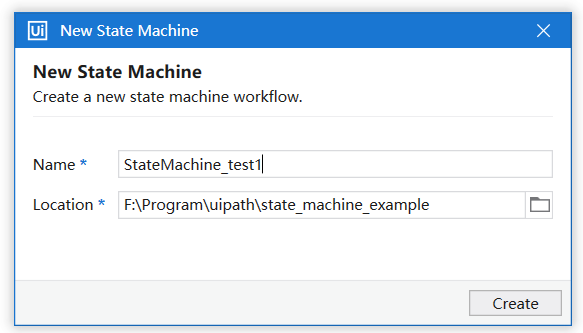 Ui New State Machine
New State Machine
Create a new state machine workflow.
Name * StateMachine_test1
Location * F:\Program\uipath\state_machine_example
Create